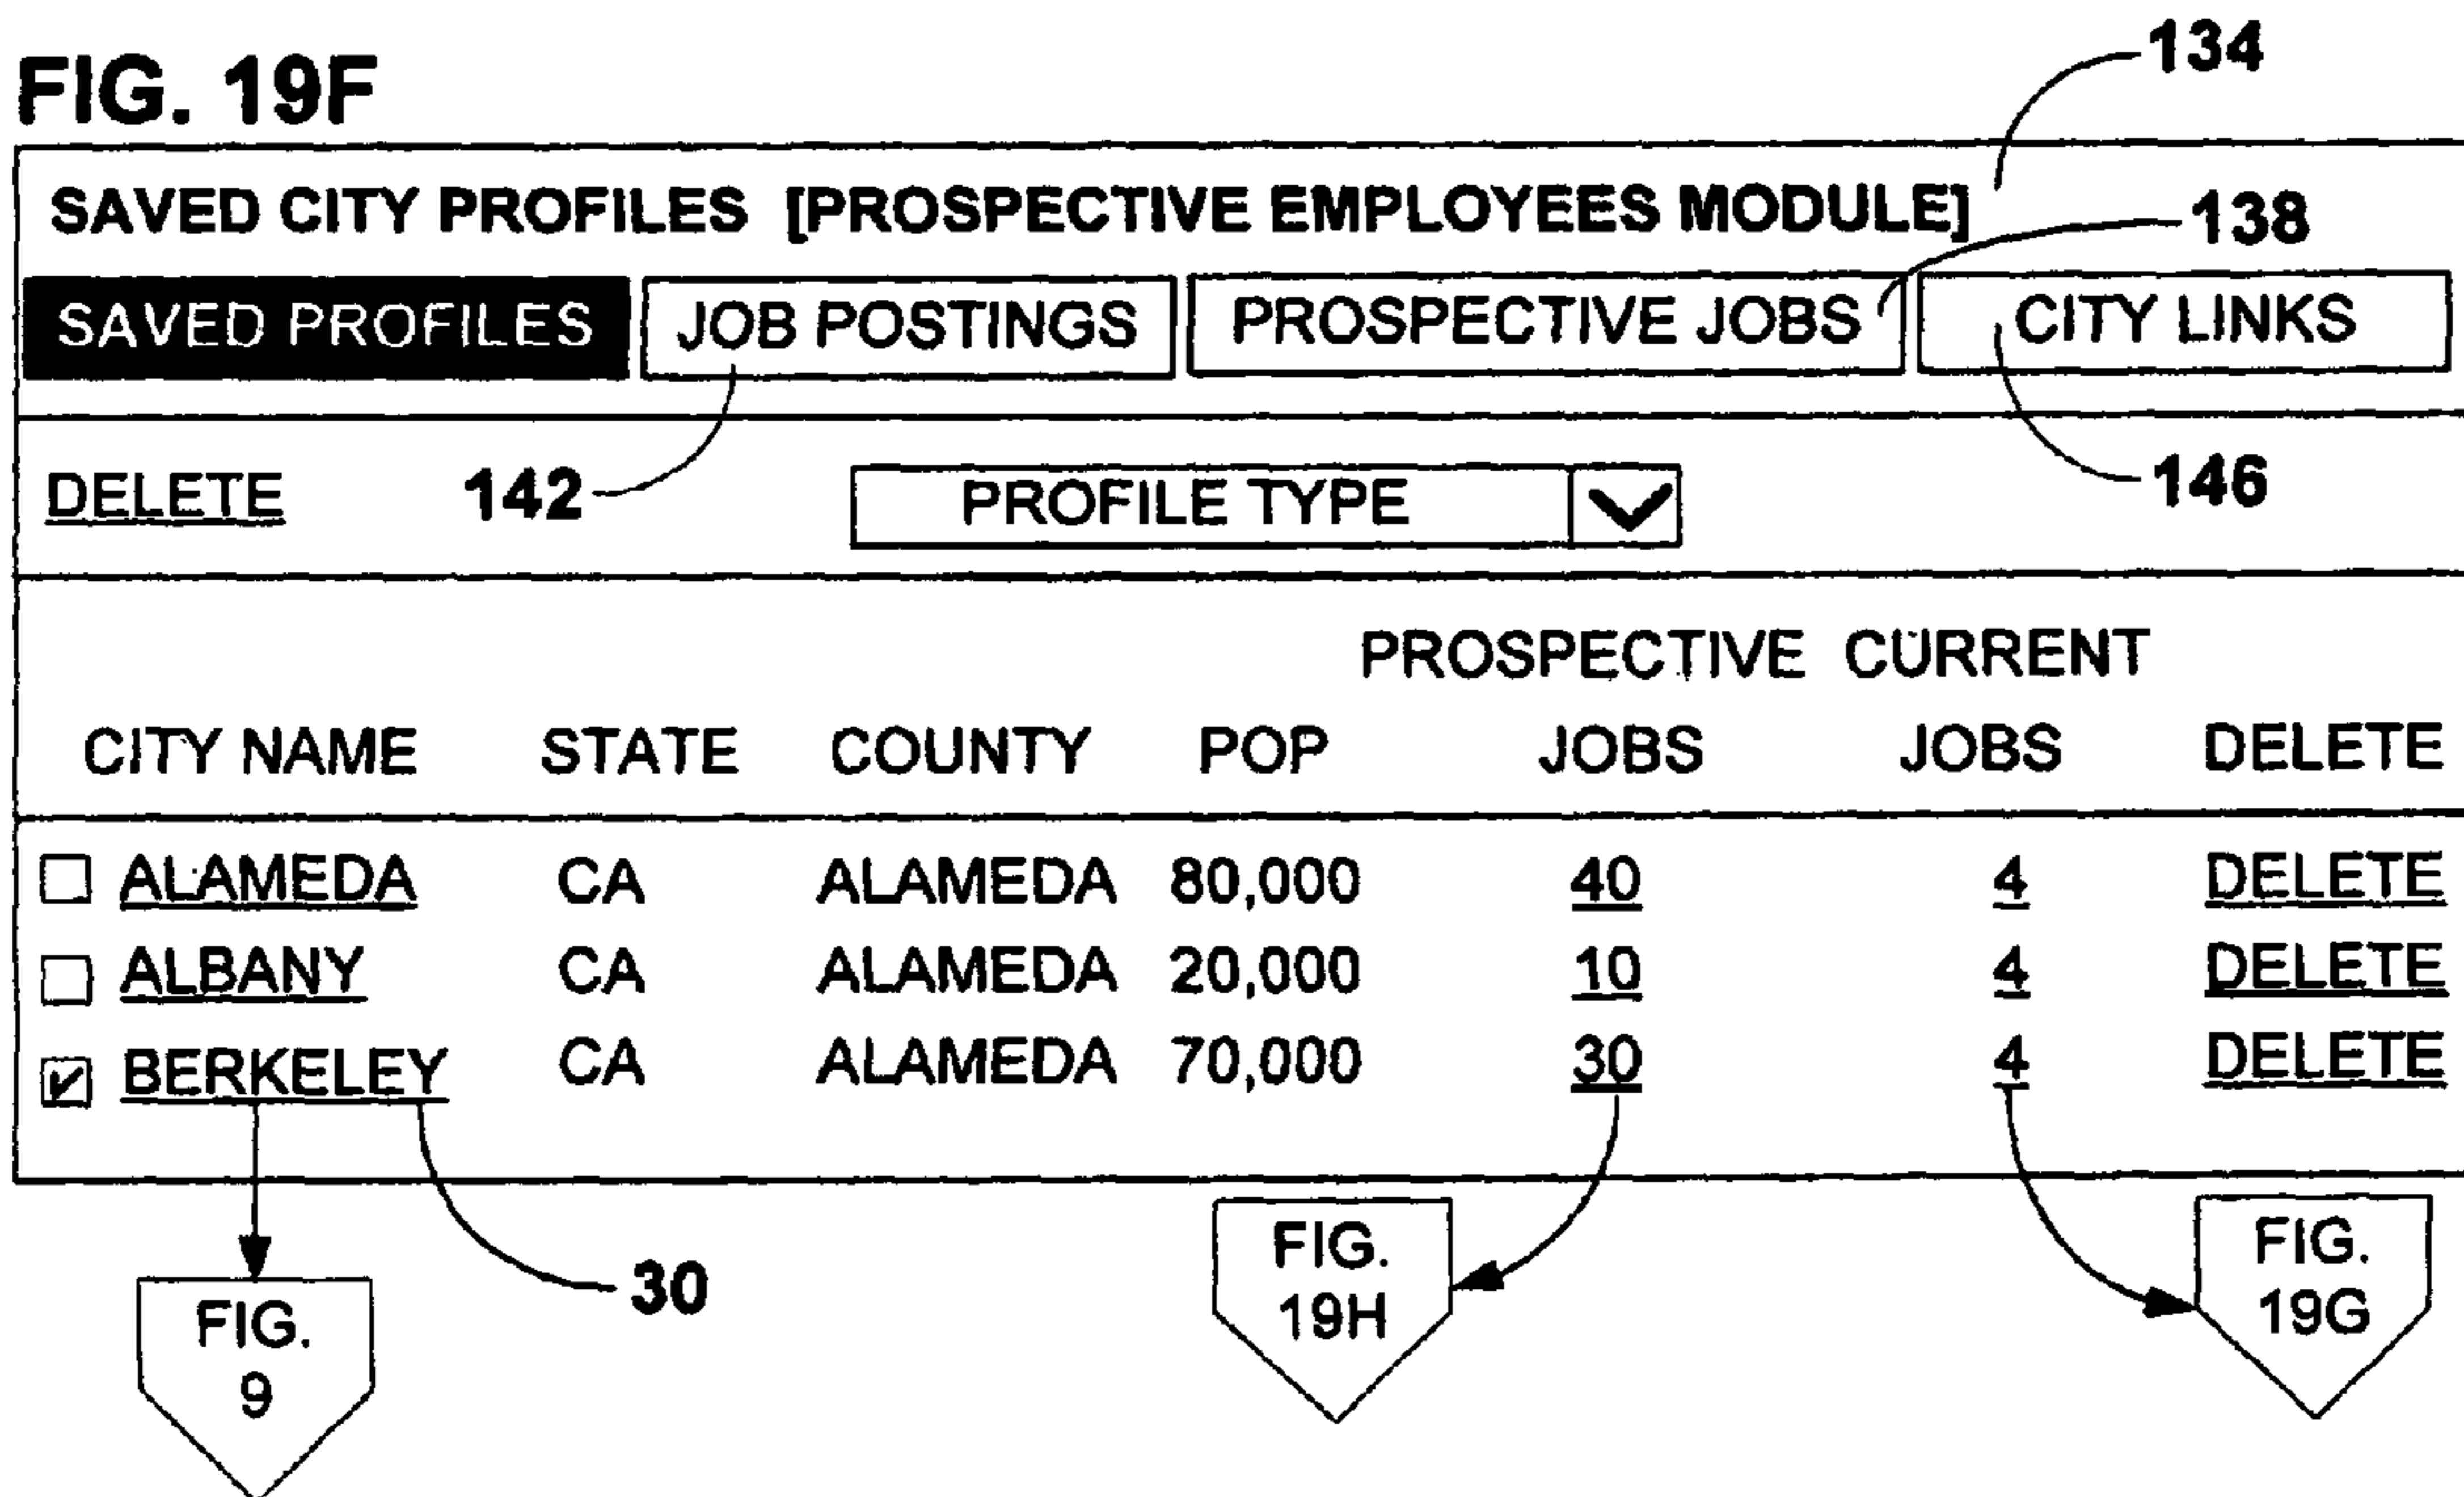 FIG. 19F
134
SAVED CITY PROFILES [PROSPECTIVE EMPLOYEES MODULE]
138
SAVED PROFILES JOB POSTINGS PROSPECTIVE JOBS CITY LINKS
DELETE 142 PROFILE TYPE 146
PROSPECTIVE CURRENT
CITY NAME STATE COUNTY POP JOBS JOBS DELETE
ALAMEDA CA ALAMEDA 80,000 40 4 DELETE
ALBANY CA ALAMEDA 20,000 10 4 DELETE
BERKELEY CA ALAMEDA 70,000 30 4 DELETE
30
FIG.
9
FIG.
19H
FIG.
19G